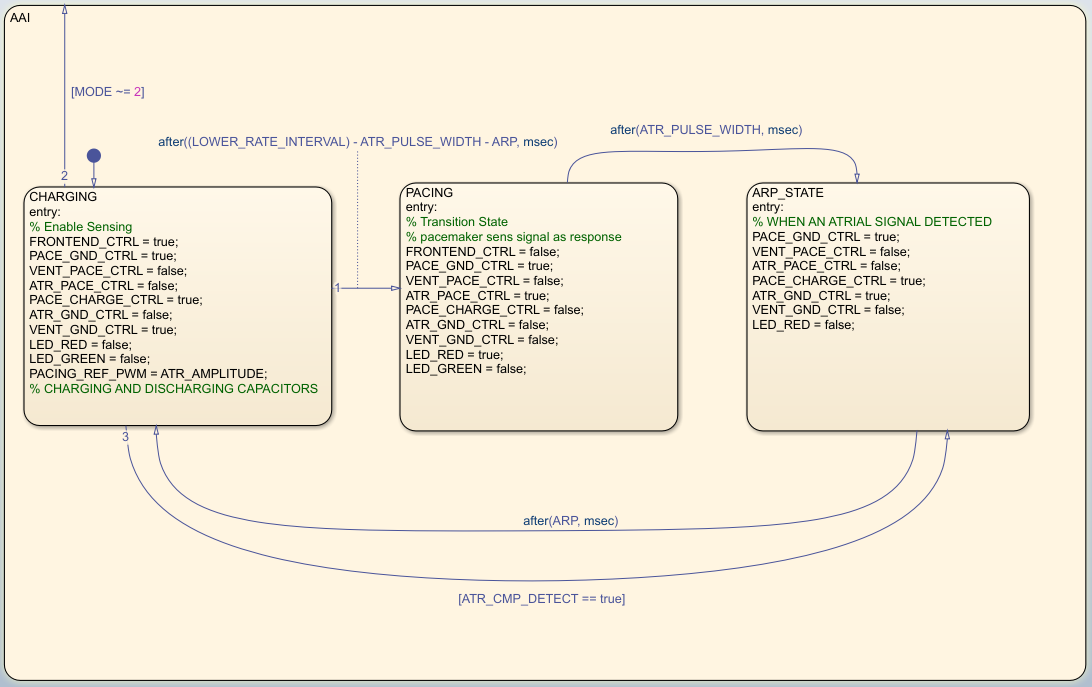 AAI
[MODE ~= 2]
2
after((LOWER_RATE_INTERVAL) - ATR_PULSE_WIDTH - ARP, msec)
after(ATR_PULSE_WIDTH, msec)
CHARGING
entry:
% Enable Sensing
FRONTEND_CTRL = true;
PACE_GND_CTRL = true;
VENT_PACE_CTRL = false;
ATR_PACE_CTRL = false;
PACE_CHARGE_CTRL = true;
ATR_GND_CTRL = false;
VENT_GND_CTRL = true;
LED_RED = false;
LED_GREEN = false;
PACING_REF_PWM = ATR_AMPLITUDE;
% CHARGING AND DISCHARGING CAPACITORS
1
PACING
entry:
% Transition State
% pacemaker sens signal as response
FRONTEND_CTRL = false;
PACE_GND_CTRL = true;
VENT_PACE_CTRL = false;
ATR_PACE_CTRL = true;
PACE_CHARGE_CTRL = false;
ATR_GND_CTRL = false;
VENT_GND_CTRL = false;
LED_RED = true;
LED_GREEN = false;
ARP_STATE
entry:
% WHEN AN ATRIAL SIGNAL DETECTED
PACE_GND_CTRL = true;
VENT_PACE_CTRL = false;
ATR_PACE_CTRL = false;
PACE_CHARGE_CTRL = true;
ATR_GND_CTRL = true;
VENT_GND_CTRL = false;
LED_RED = false;
3
after(ARP, msec)
[ATR_CMP_DETECT == true]